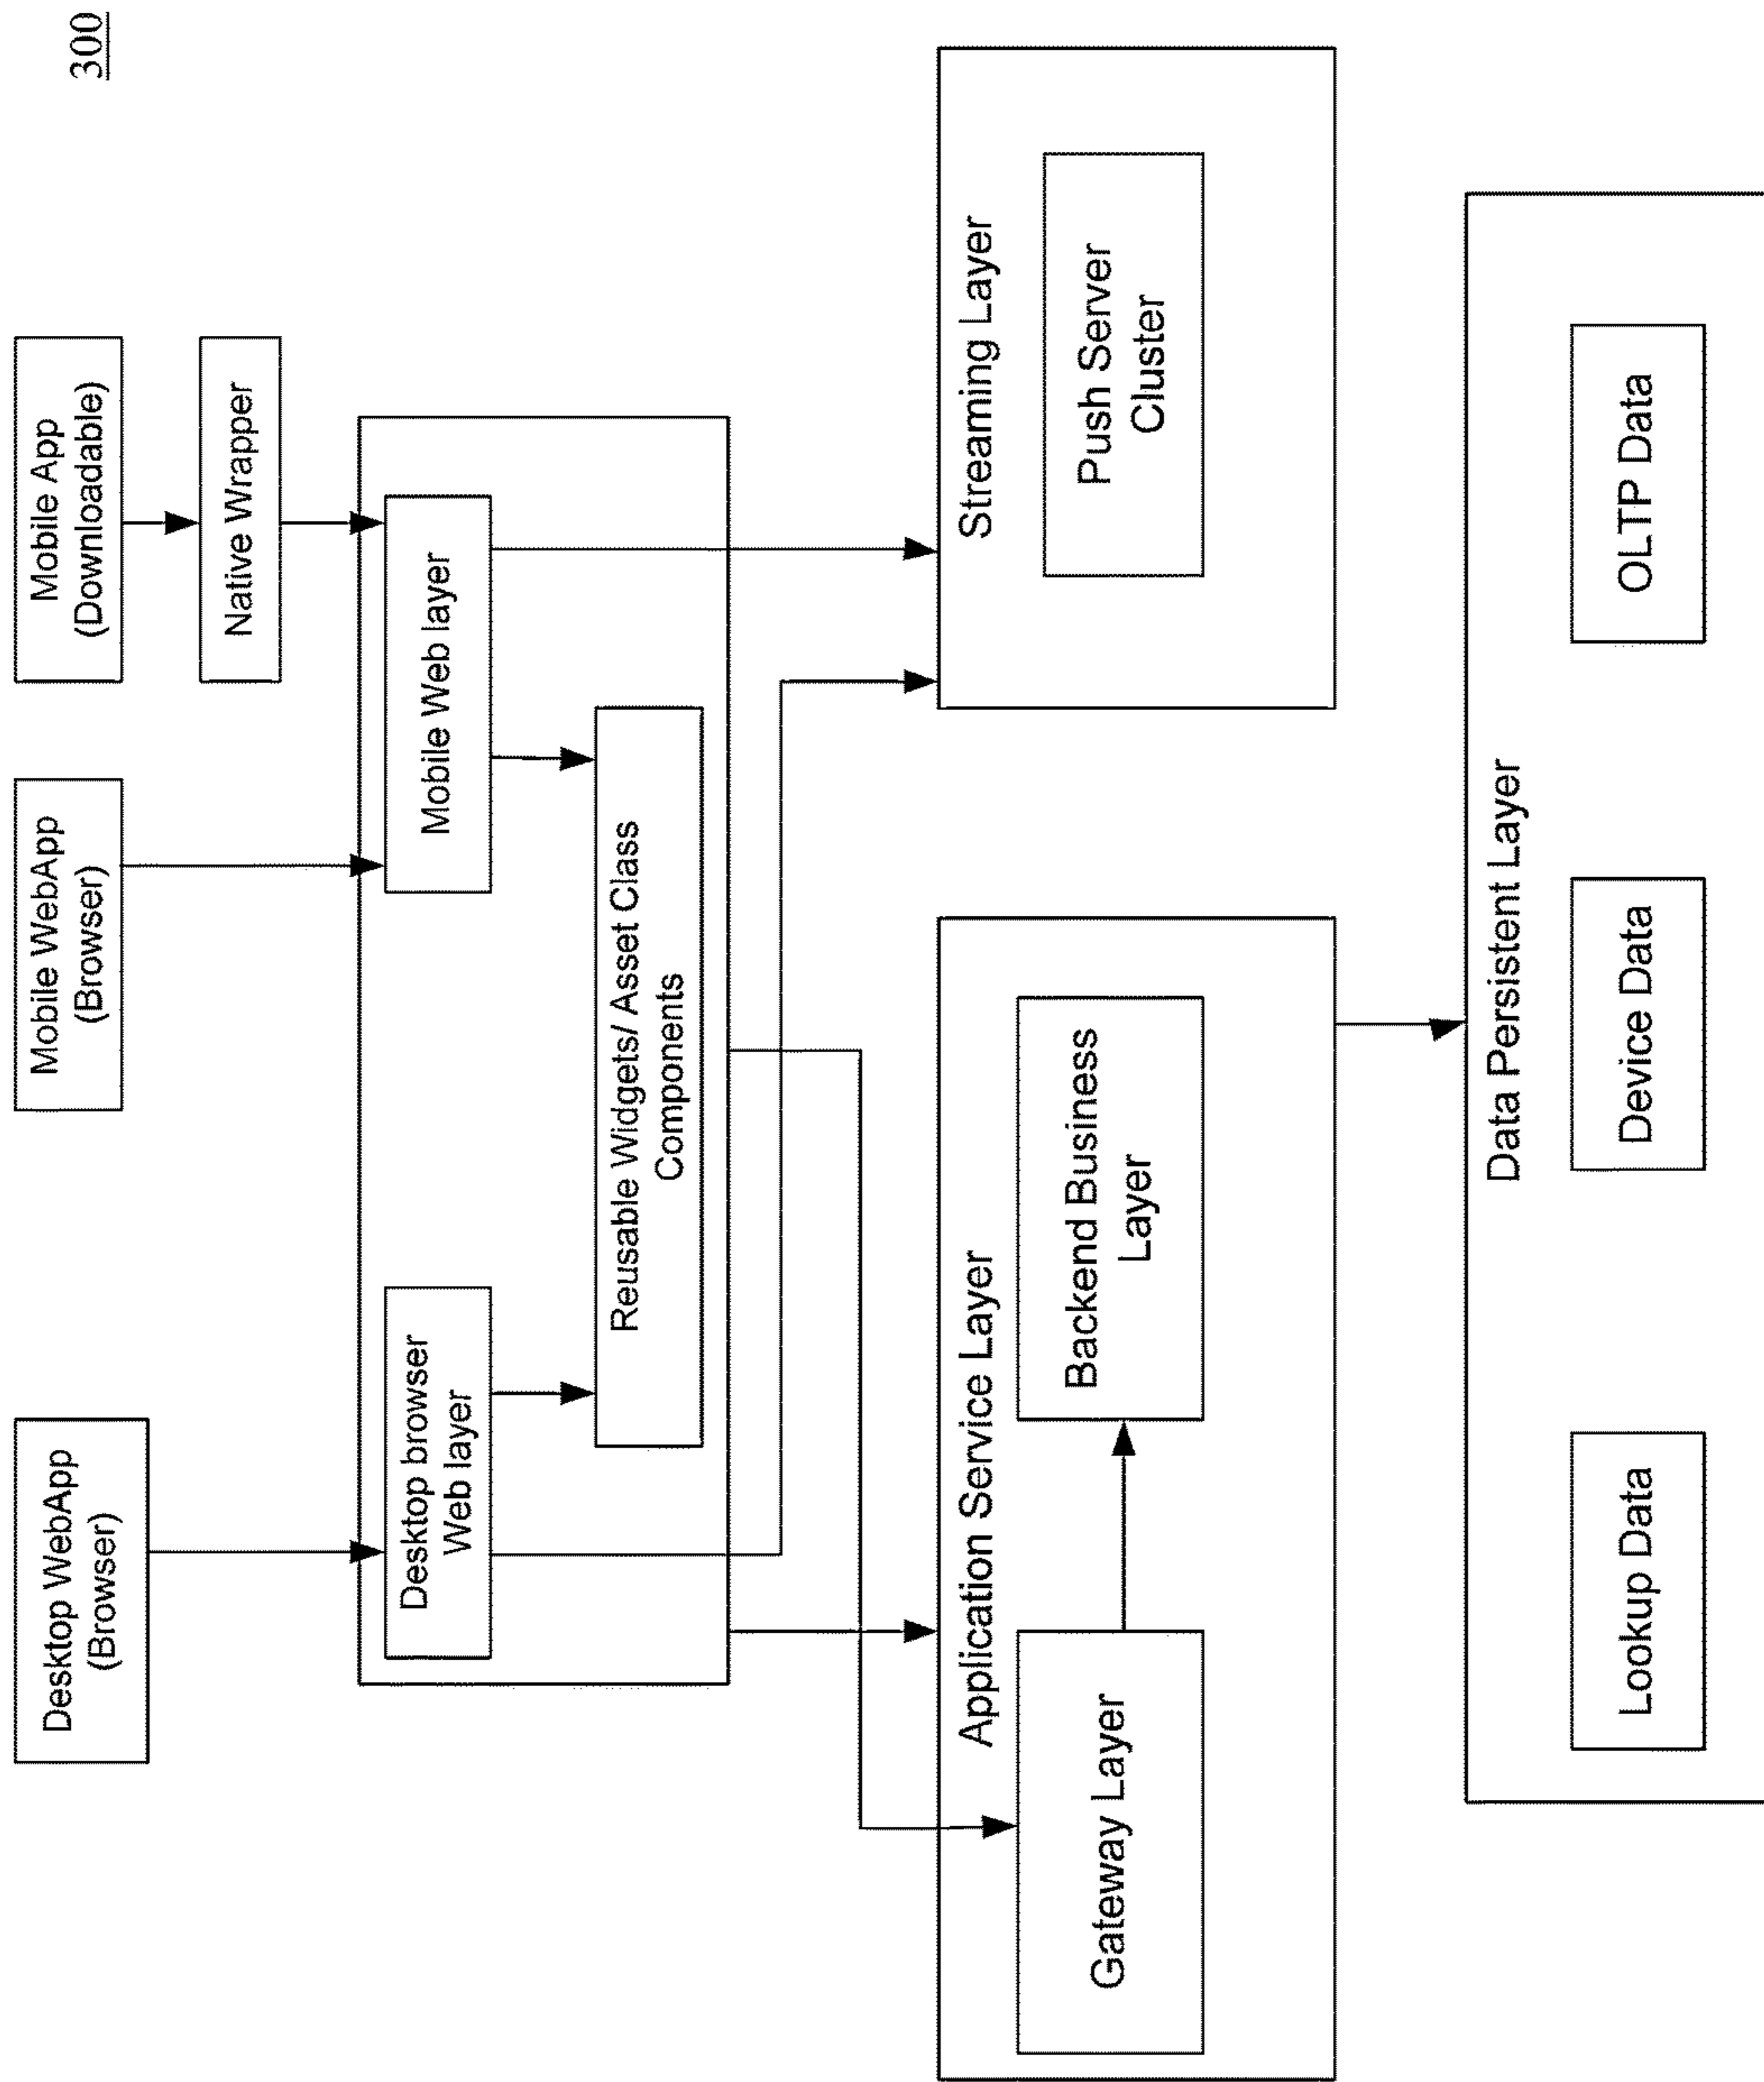 300
Desktop WebApp
(Browser)
Mobile WebApp
(Browser)
Mobile App
(Downloadable)
Native Wrapper
Desktop browser
Web layer
Mobile Web layer
Reusable Widgets/ Asset Class
Components
Application Service Layer
Gateway Layer
Backend Business
Layer
Streaming Layer
Push Server
Cluster
Data Persistent Layer
Lookup Data
Device Data
OLTP Data